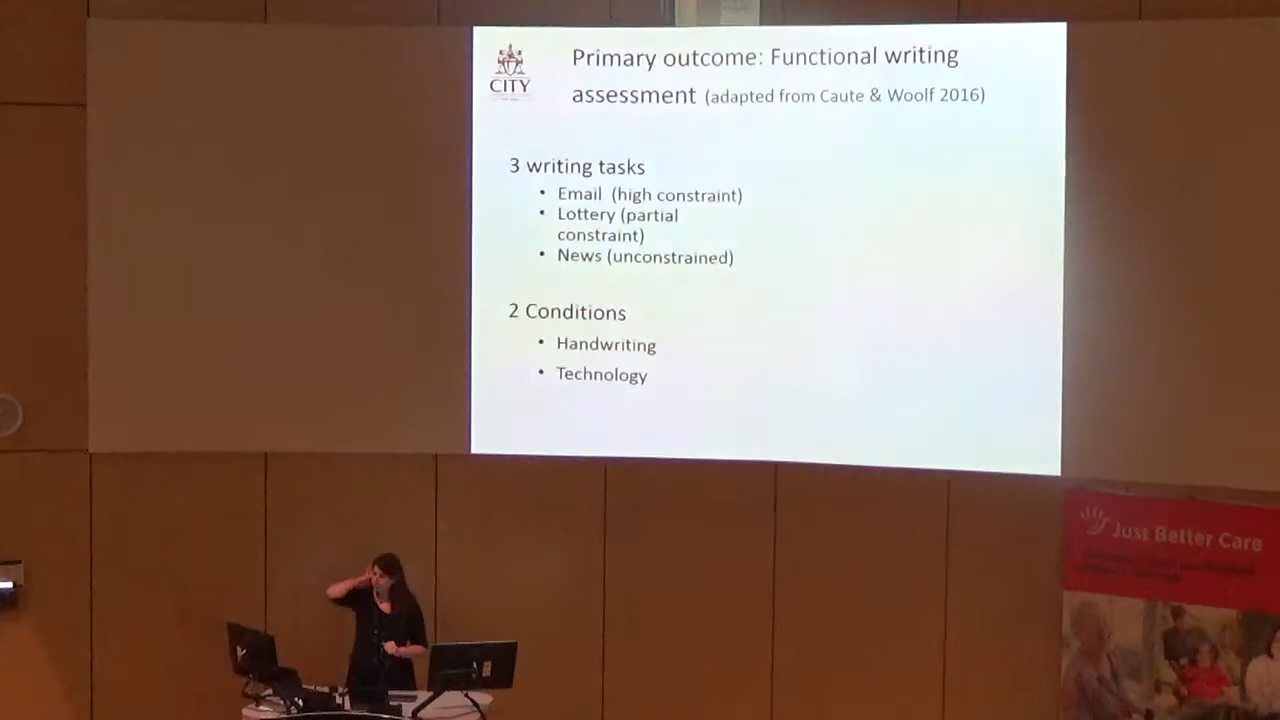 CITY
Primary outcome: Functional writing
assessment (adapted from Caute & Woolf 2016)
3 writing tasks
• Email (high constraint)
• Lottery (partial
constraint)
• News (unconstrained)
2 Conditions
• Handwriting
• Technology
Just Better Care